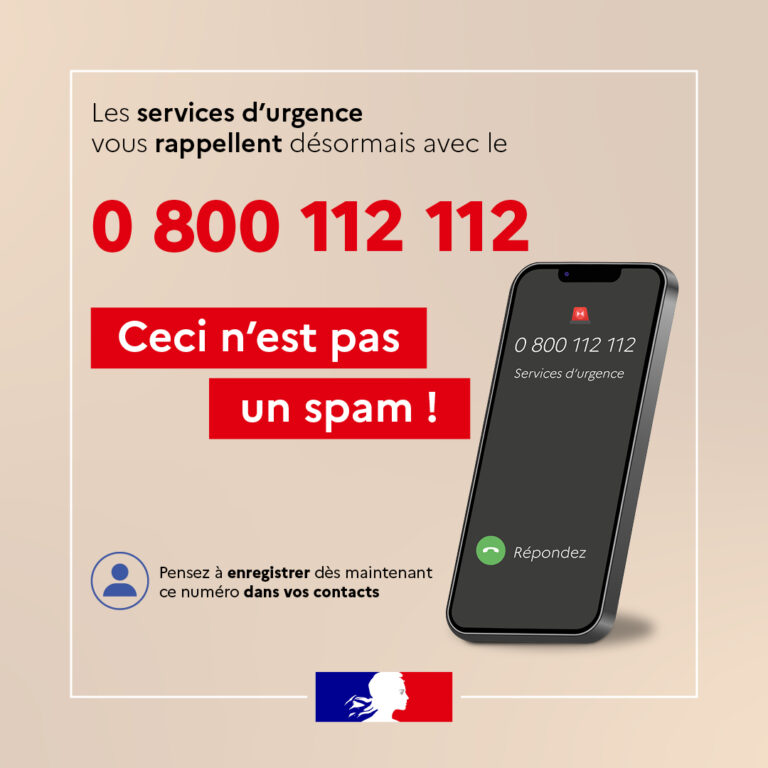 Les services d’urgence
vous rappellent désormais avec le
0 800 112 112
Ceci n’est pas
un spam !
0 800 112 112
Services d’urgence
Répondez
Pensez à enregistrer dès maintenant
ce numéro dans vos contacts